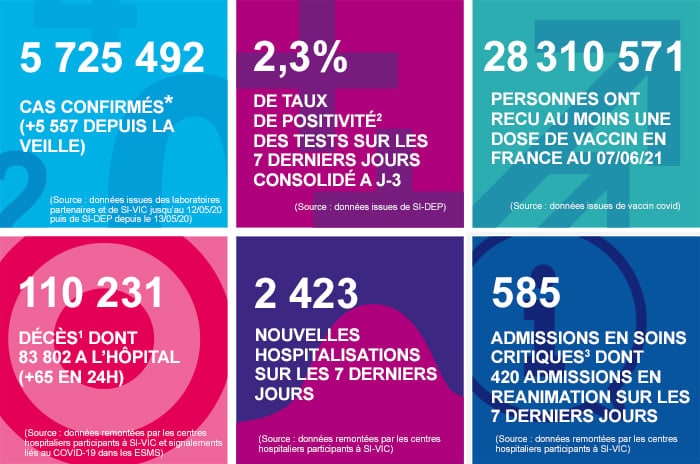 5 725 492
CAS CONFIRMÉS*
(+5 557 DEPUIS LA
VEILLE)
(Source : données issues des laboratoires
partenaires et de SI-VIC jusqu'au 12/05/20
puis de SI-DEP depuis le 13/05/20)
2,3%
DE TAUX
DE POSITIVITÉ²
DES TESTS SUR LES
7 DERNIERS JOURS
CONSOLIDÉ A J-3
(Source : données issues de SI-DEP)
28 310 571
PERSONNES ONT
RECU AU MOINS UNE
DOSE DE VACCIN EN
FRANCE AU 07/06/21
(Source : données issues de vaccin covid)
110 231
DÉCÈS¹ DONT
83 802 A L'HÔPITAL
(+65 EN 24H)
(Source : données remontées par les centres
hospitaliers participants à SI-VIC et signalements
liés au COVID-19 dans les ESMS)
2 423
NOUVELLES
HOSPITALISATIONS
SUR LES 7 DERNIERS
JOURS
(Source : données remontées par les centres
hospitaliers participants à SI-VIC)
585
ADMISSIONS EN SOINS
CRITIQUES³ DONT
420 ADMISSIONS EN
REANIMATION SUR LES
7 DERNIERS JOURS
(Source : données remontées par les centres
hospitaliers participants à SI-VIC)